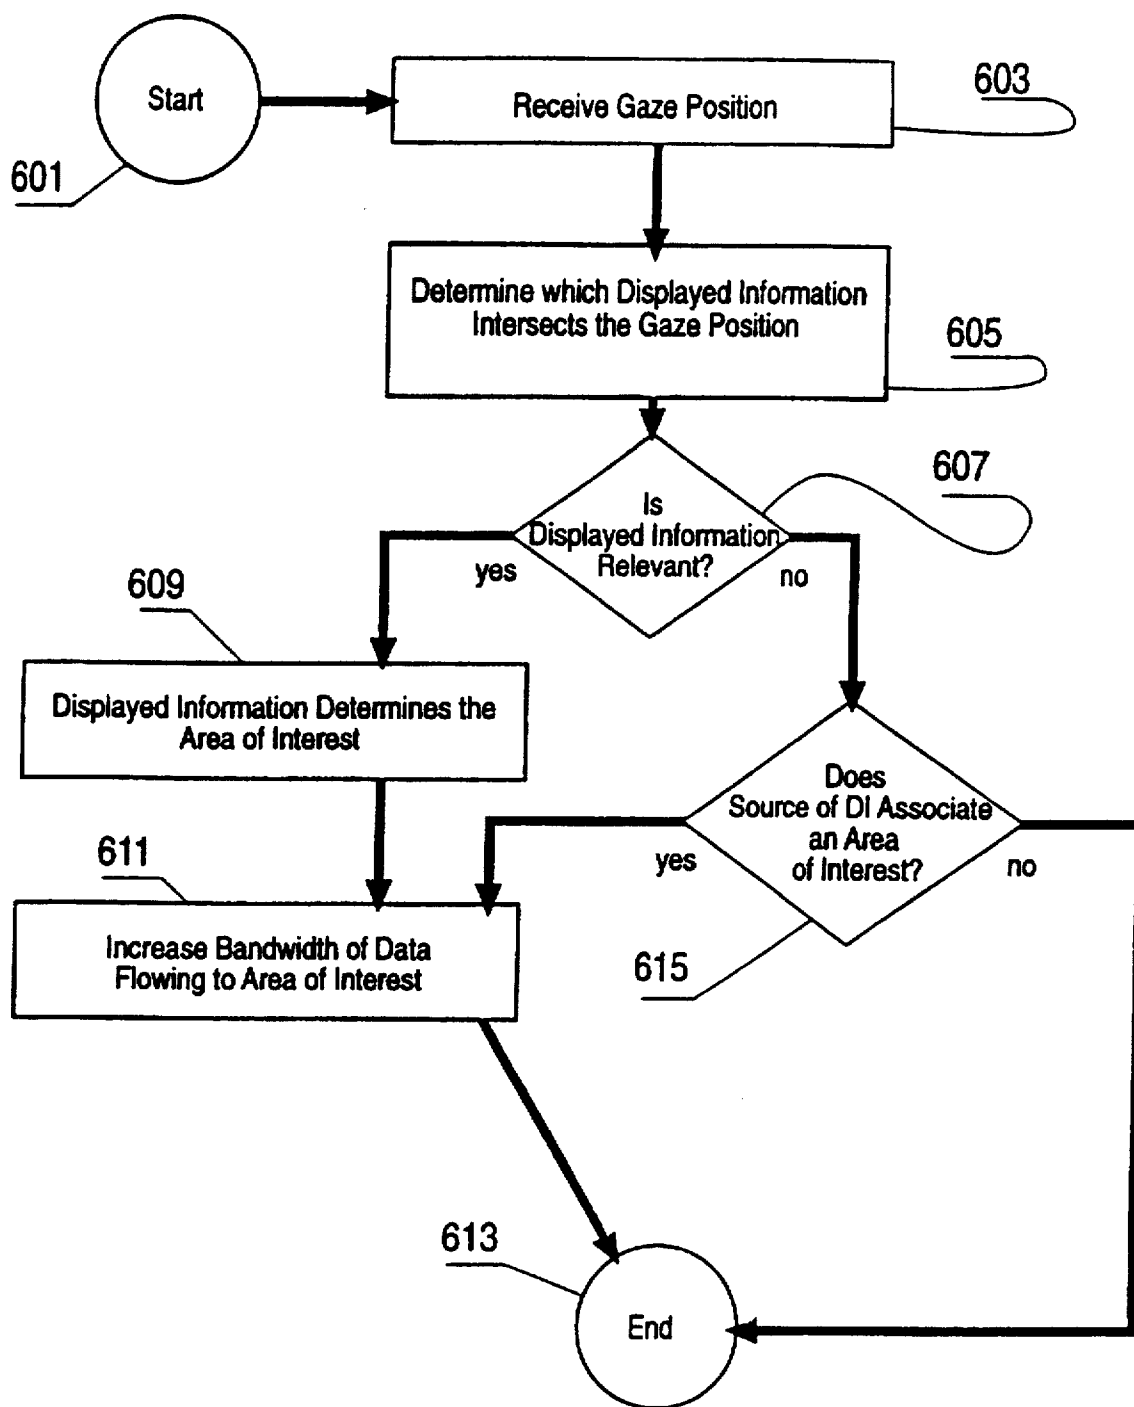 Start
601
Receive Gaze Position
603
Determine which Displayed Information
Intersects the Gaze Position
605
Is
Displayed Information
Relevant?
607
yes
no
609
Displayed Information Determines the
Area of Interest
Does
Source of DI Associate
an Area
of Interest?
yes
no
615
611
Increase Bandwidth of Data
Flowing to Area of Interest
613
End